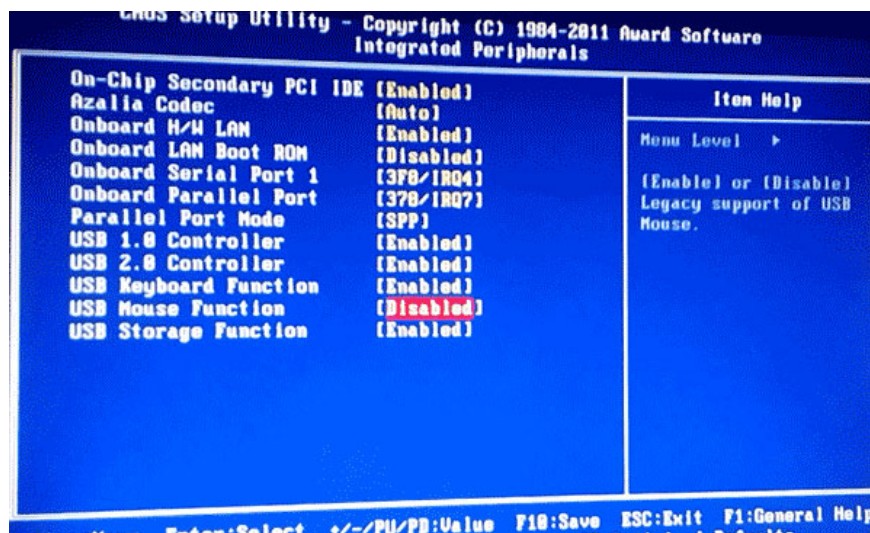 CMOS Setup Utility - Copyright (C) 1984-2011 Award Software
Integrated Peripherals
On-Chip Secondary PCI IDE [Enabled]
Azalia Codec [Auto]
Onboard H/W LAN [Enabled]
Onboard LAN Boot ROM [Disabled]
Onboard Serial Port 1 [3F8/IRQ4]
Onboard Parallel Port [378/IRQ7]
Parallel Port Mode [SPP]
USB 1.0 Controller [Enabled]
USB 2.0 Controller [Enabled]
USB Keyboard Function [Enabled]
USB Mouse Function [Disabled]
USB Storage Function [Enabled]
Item Help
Menu Level
[Enable] or [Disable]
Legacy support of USB
Mouse.
Enter:Select +/-/PU/PD:Value F10:Save ESC:Exit F1:General Help